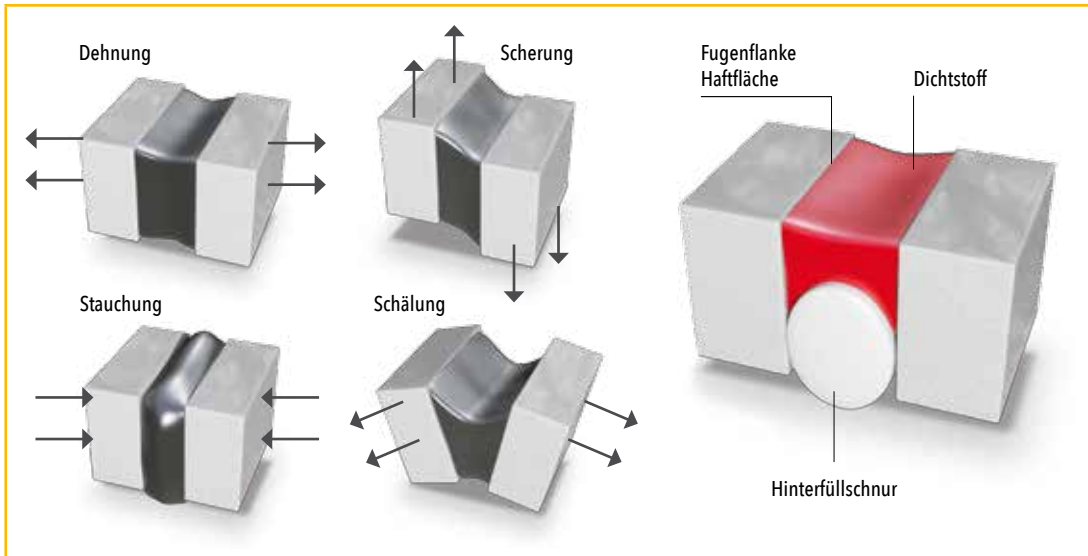 Dehnung
Scherung
Stauchung
Schälung
Fugenflanke
Haftfläche
Dichtstoff
Hinterfüllschnur